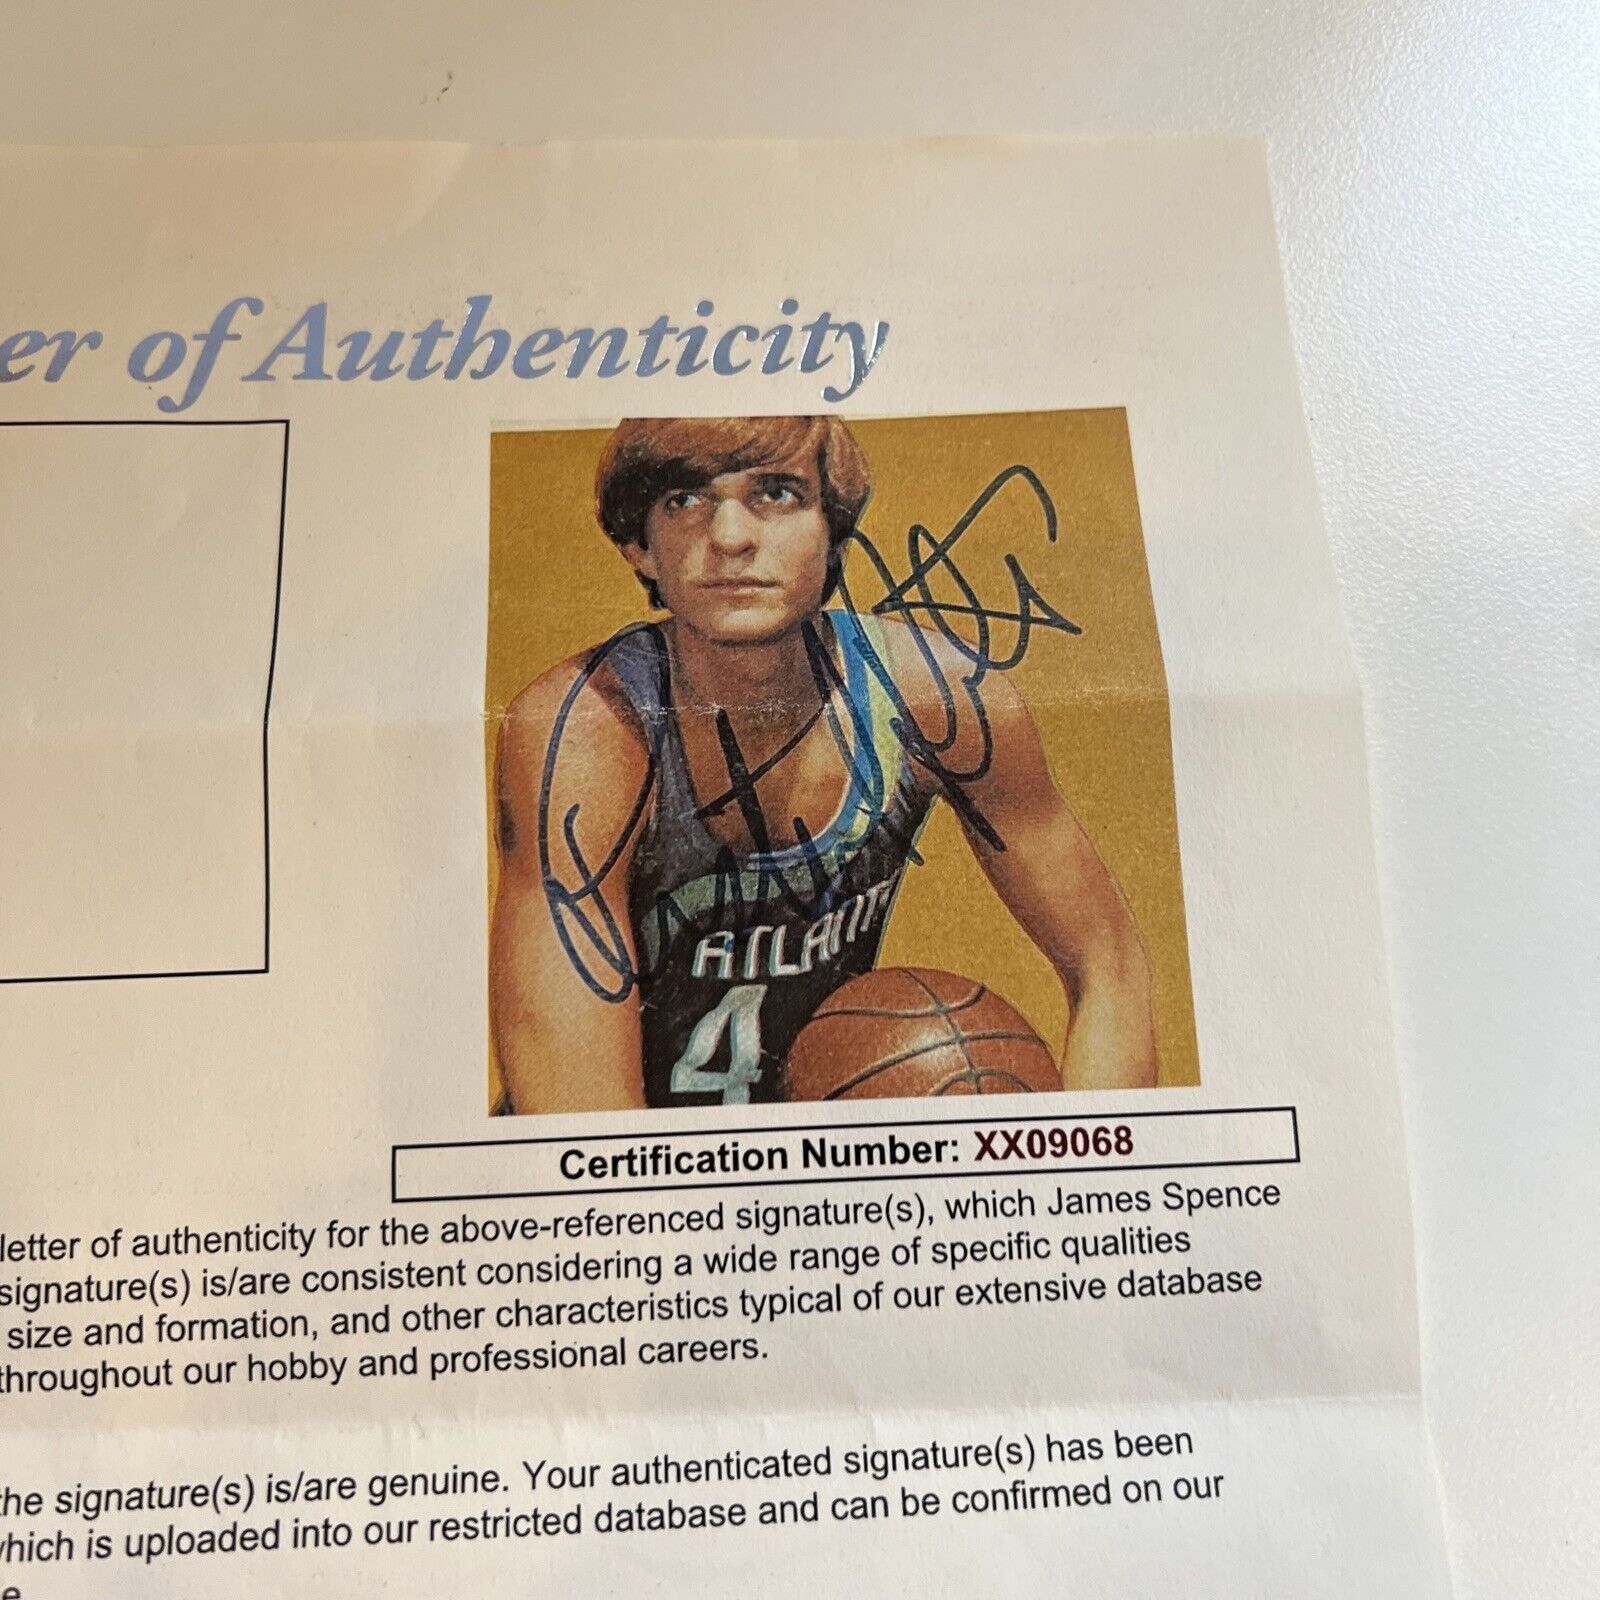 er of Authenticity
ATLANT
4
Certification Number: XX09068
letter of authenticity for the above-referenced signature(s), which James Spence
signature(s) is/are consistent considering a wide range of specific qualities
size and formation, and other characteristics typical of our extensive database
throughout our hobby and professional careers.
the signature(s) is/are genuine. Your authenticated signature(s) has been
which is uploaded into our restricted database and can be confirmed on our
e